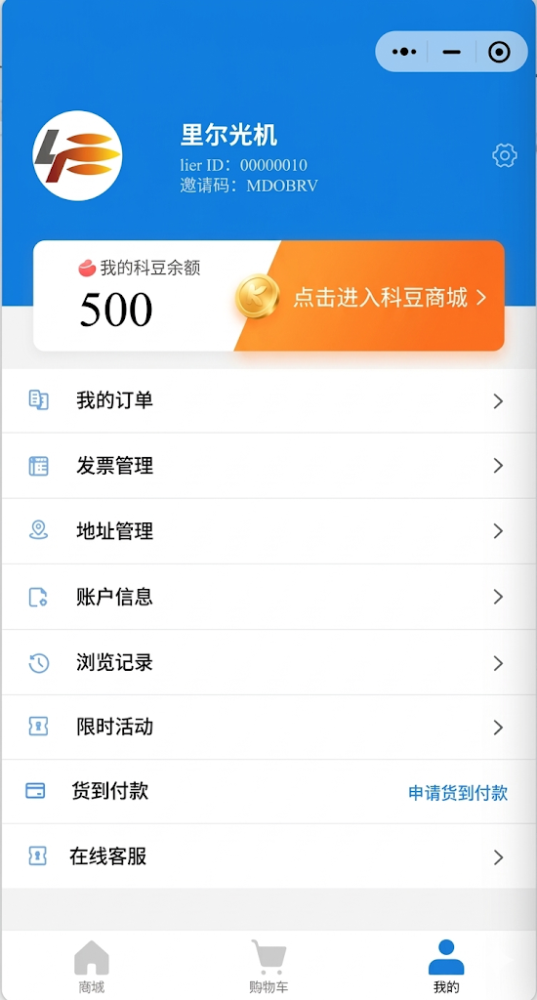 里尔光机
lier ID：00000010
邀请码：MDOBRV
我的科豆余额
500
点击进入科豆商城
我的订单
发票管理
地址管理
账户信息
浏览记录
限时活动
货到付款
申请货到付款
在线客服
商城
购物车
我的